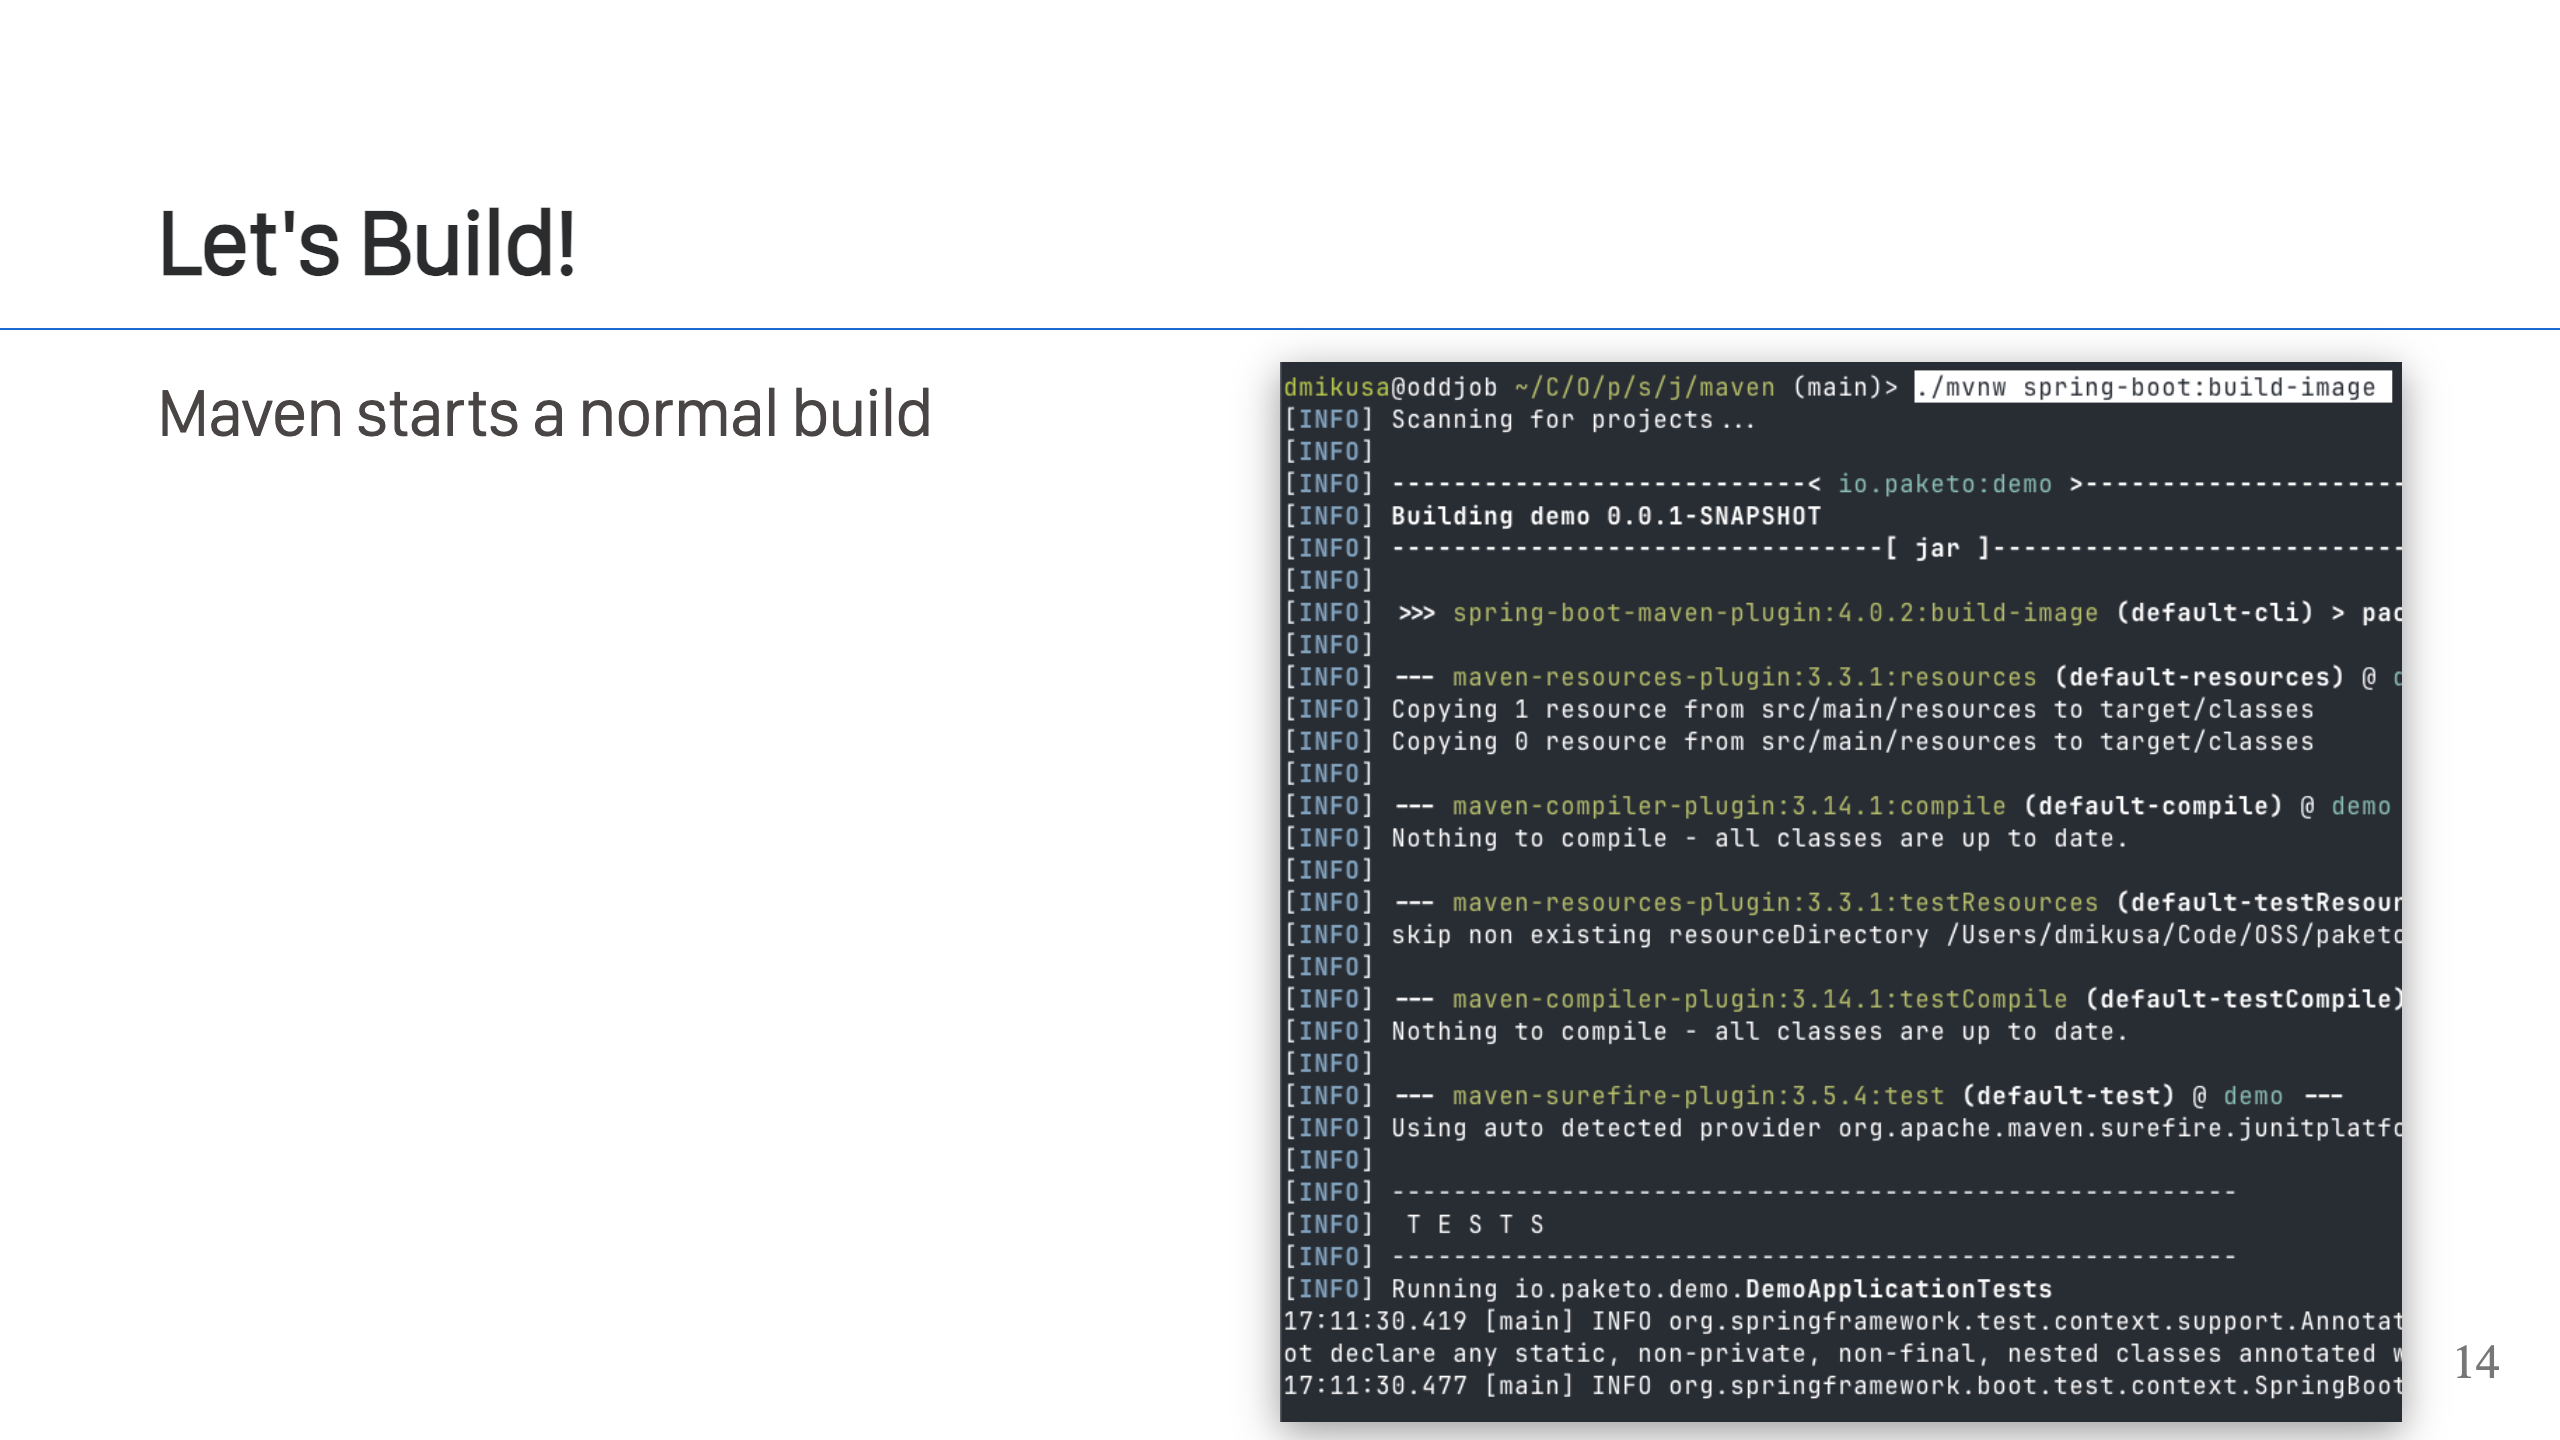 Let's Build!
Maven starts a normal build
dmikusa@oddjob ~/C/O/p/s/j/maven (main)> ./mvnw spring-boot:build-image
[INFO] Scanning for projects...
[INFO]
[INFO] ---------------------------< io.paketo:demo >---------------------
[INFO] Building demo 0.0.1-SNAPSHOT
[INFO] --------------------------------[ jar ]---------------------------
[INFO]
[INFO] >>> spring-boot-maven-plugin:4.0.2:build-image (default-cli) > pac
[INFO]
[INFO] --- maven-resources-plugin:3.3.1:resources (default-resources) @ d
[INFO] Copying 1 resource from src/main/resources to target/classes
[INFO] Copying 0 resource from src/main/resources to target/classes
[INFO]
[INFO] --- maven-compiler-plugin:3.14.1:compile (default-compile) @ demo
[INFO] Nothing to compile - all classes are up to date.
[INFO]
[INFO] --- maven-resources-plugin:3.3.1:testResources (default-testResour
[INFO] skip non existing resourceDirectory /Users/dmikusa/Code/OSS/paketo
[INFO]
[INFO] --- maven-compiler-plugin:3.14.1:testCompile (default-testCompile)
[INFO] Nothing to compile - all classes are up to date.
[INFO]
[INFO] --- maven-surefire-plugin:3.5.4:test (default-test) @ demo ---
[INFO] Using auto detected provider org.apache.maven.surefire.junitplatfo
[INFO]
[INFO] -------------------------------------------------------
[INFO]  T E S T S
[INFO] -------------------------------------------------------
[INFO] Running io.paketo.demo.DemoApplicationTests
17:11:30.419 [main] INFO org.springframework.test.context.support.Annotat
ot declare any static, non-private, non-final, nested classes annotated w
17:11:30.477 [main] INFO org.springframework.boot.test.context.SpringBoot
14